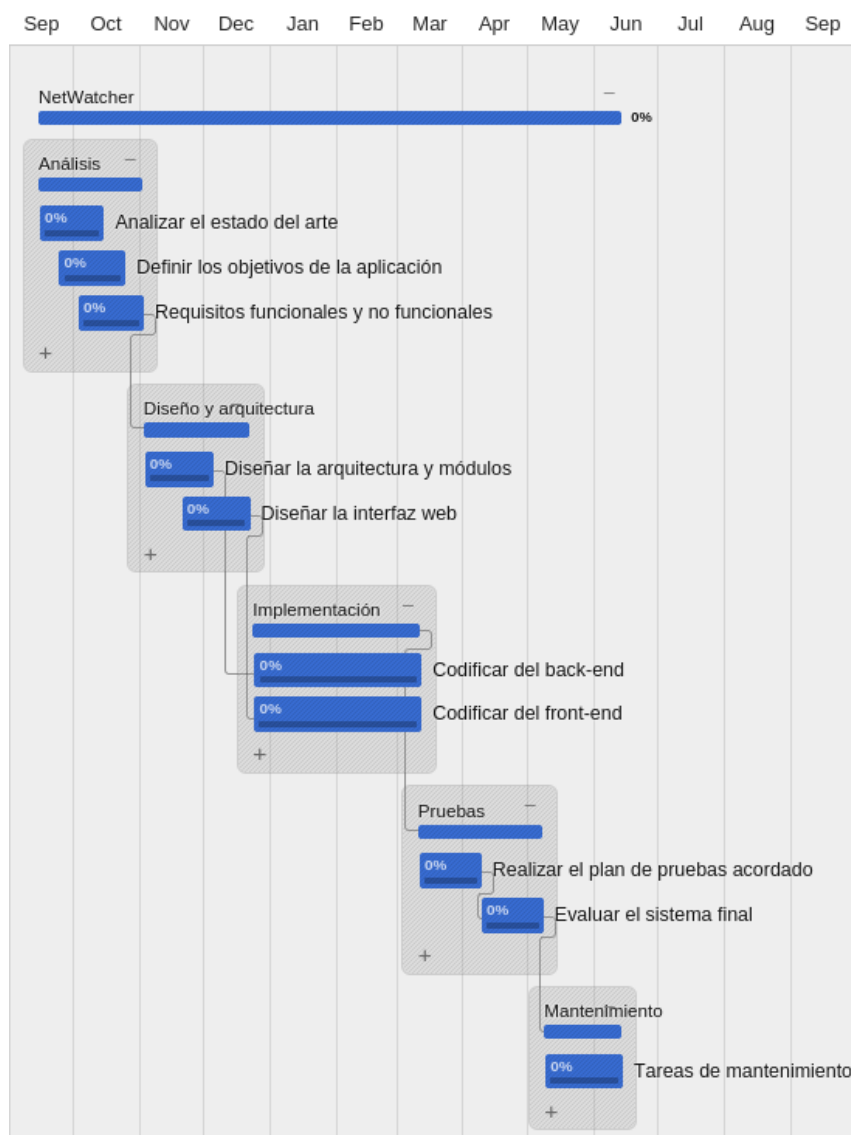 Sep Oct Nov Dec Jan Feb Mar Apr May Jun Jul Aug Sep
NetWatcher
0%
Análisis
0% Analizar el estado del arte
0% Definir los objetivos de la aplicación
0% Requisitos funcionales y no funcionales
+
Diseño y arquitectura
0% Diseñar la arquitectura y módulos
0% Diseñar la interfaz web
+
Implementación
0% Codificar del back-end
0% Codificar del front-end
+
Pruebas
0% Realizar el plan de pruebas acordado
0% Evaluar el sistema final
+
Mantenimiento
0% Tareas de mantenimiento
+